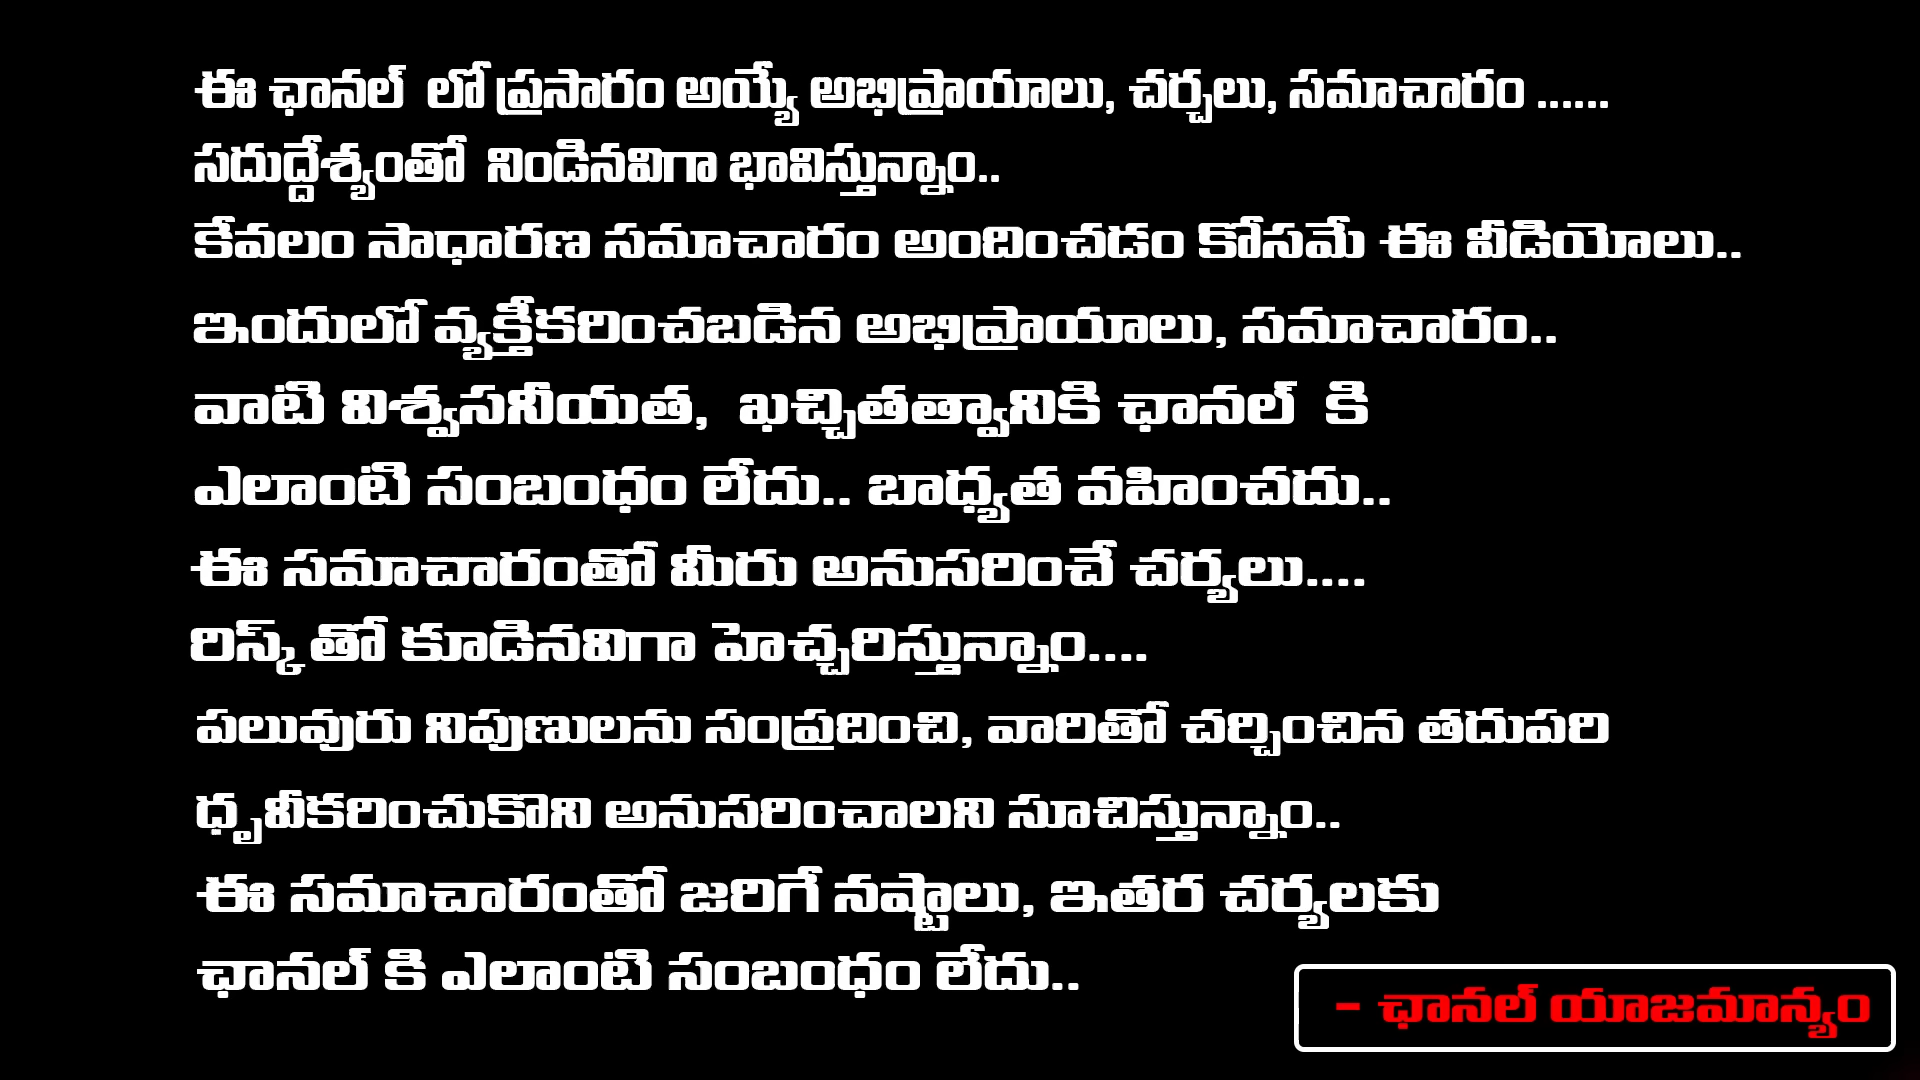 ఈ ఛానల్ లో ప్రసారం అయ్యే అభిప్రాయాలు, చర్చలు, సమాచారం ......
సదుద్దేశ్యంతో నిండినవిగా భావిస్తున్నాం..
కేవలం సాధారణ సమాచారం అందించడం కోసమే ఈ వీడియోలు..
ఇందులో వ్యక్తీకరించబడిన అభిప్రాయాలు, సమాచారం..
వాటి విశ్వసనీయత, ఖచ్చితత్వానికి ఛానల్ కి
ఎలాంటి సంబంధం లేదు.. బాధ్యత వహించదు..
ఈ సమాచారంతో మీరు అనుసరించే చర్యలు....
రిస్క్ తో కూడినవిగా హెచ్చరిస్తున్నాం....
పలువురు నిపుణులను సంప్రదించి, వారితో చర్చించిన తదుపరి
ధృవీకరించుకొని అనుసరించాలని సూచిస్తున్నాం..
ఈ సమాచారంతో జరిగే నష్టాలు, ఇతర చర్యలకు
ఛానల్ కి ఎలాంటి సంబంధం లేదు..
- ఛానల్ యాజమాన్యం